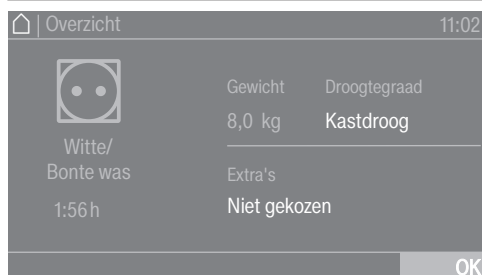 Overzicht 11:02
Gewicht Droogtegraad
8,0 kg Kastdroog
Witte/
Bonte was
1:56 h
Extra's
Niet gekozen
OK